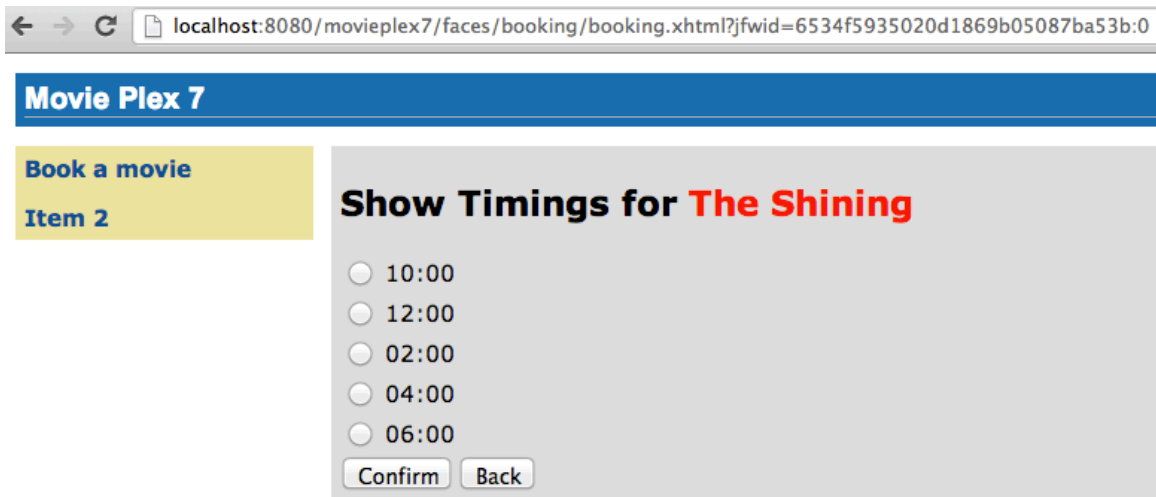 localhost:8080/movieplex7/faces/booking/booking.xhtml?jfwid=6534f5935020d1869b05087ba53b:0
Movie Plex 7
Book a movie
Item 2
Show Timings for The Shining
10:00
12:00
02:00
04:00
06:00
Confirm Back